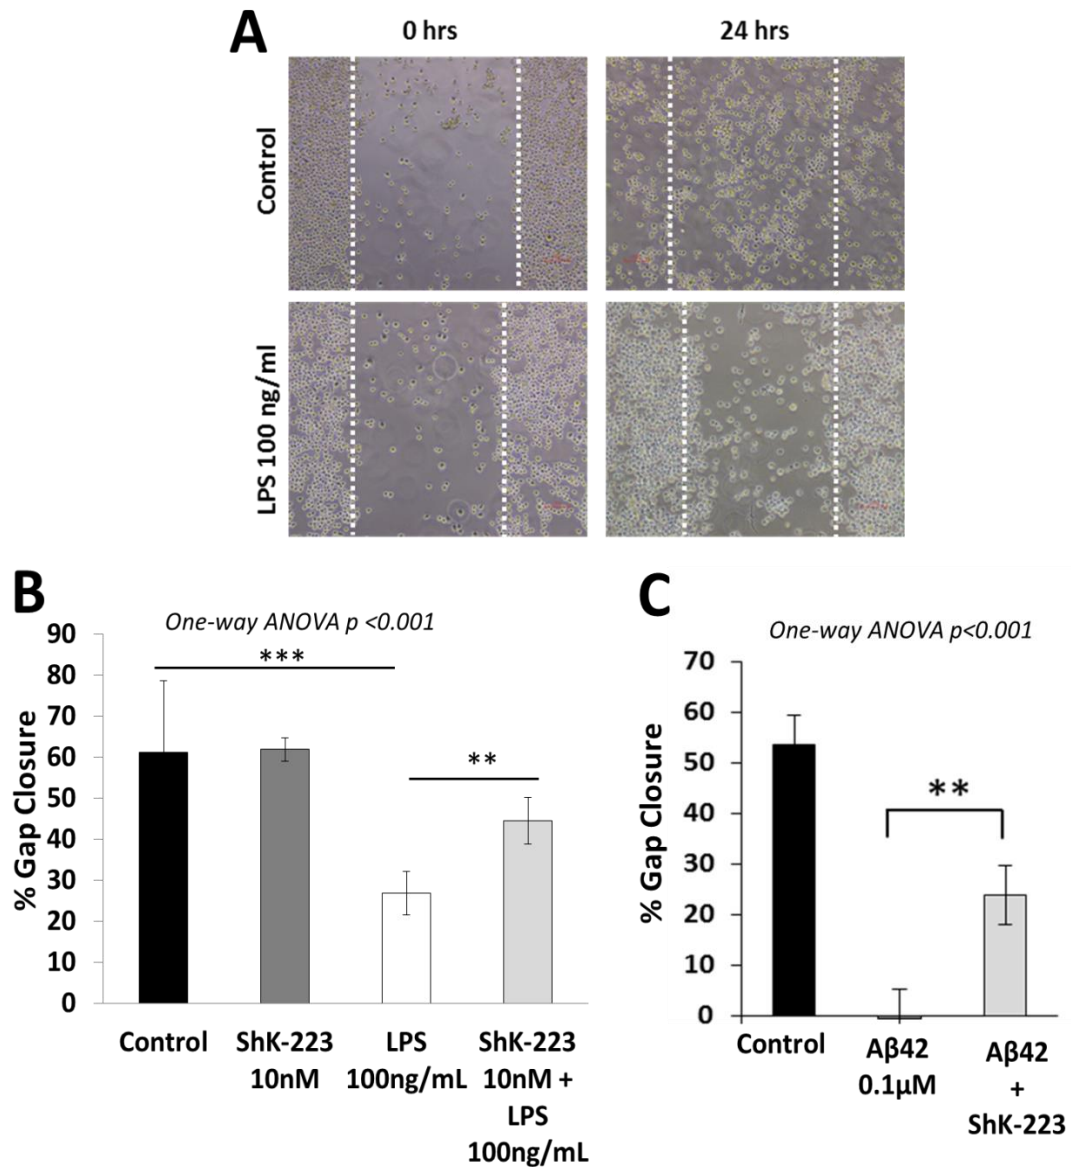 A
0 hrs
24 hrs
Control
LPS 100 ng/ml
B
One-way ANOVA p <0.001
% Gap Closure
90
80
70
60
50
40
30
20
10
0
***
**
Control
ShK-223
10nM
LPS
100ng/mL
ShK-223
10nM +
LPS
100ng/mL
C
One-way ANOVA p<0.001
% Gap Closure
70
60
50
40
30
20
10
0
**
Control
Aβ42
0.1μM
Aβ42
+
ShK-223